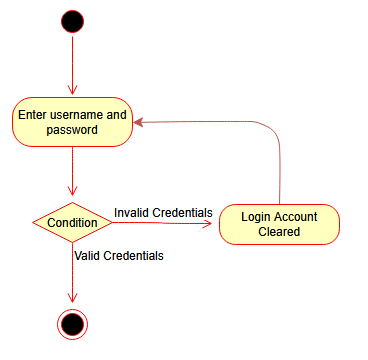 Enter username and
password
Condition
Invalid Credentials
Login Account
Cleared
Valid Credentials